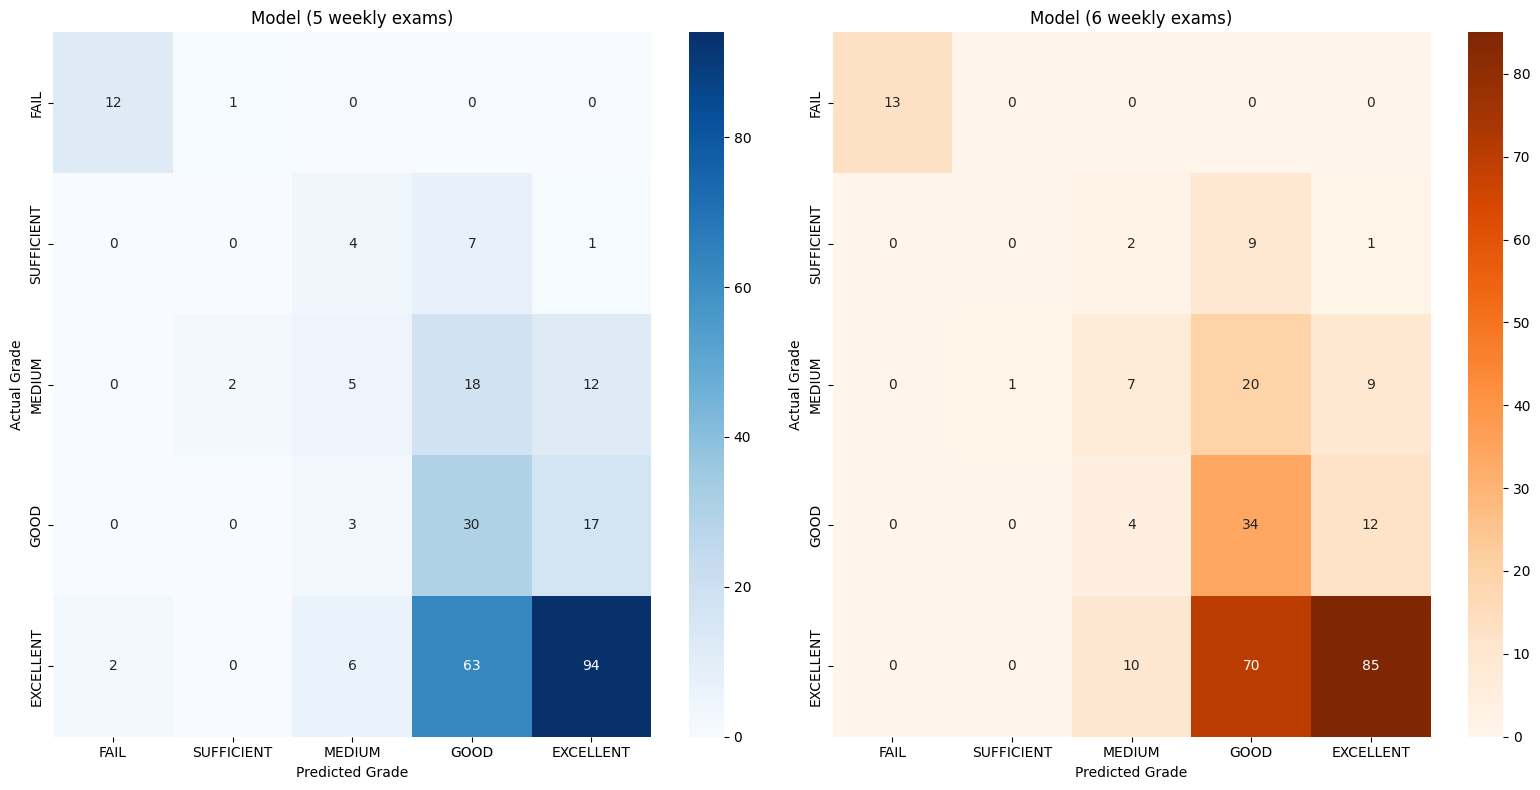 Model (5 weekly exams)
FAIL
SUFFICIENT
MEDIUM
GOOD
EXCELLENT
Actual Grade
12 1 0 0 0
0 0 4 7 1
0 2 5 18 12
0 0 3 30 17
2 0 6 63 94
FAIL SUFFICIENT MEDIUM GOOD EXCELLENT
Predicted Grade
80
60
40
20
0
Model (6 weekly exams)
FAIL
SUFFICIENT
MEDIUM
GOOD
EXCELLENT
Actual Grade
13 0 0 0 0
0 0 2 9 1
0 1 7 20 9
0 0 4 34 12
0 0 10 70 85
FAIL SUFFICIENT MEDIUM GOOD EXCELLENT
Predicted Grade
80
70
60
50
40
30
20
10
0